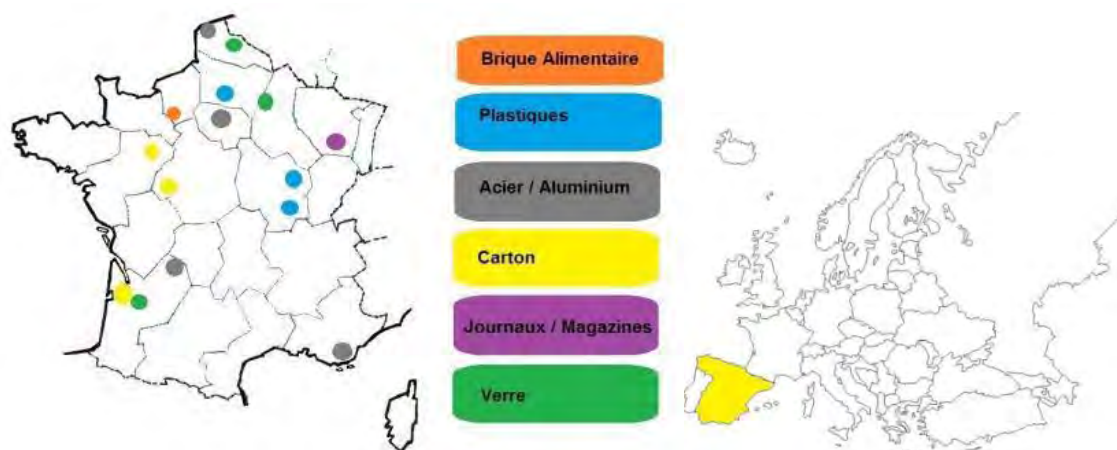 Brique Alimentaire
Plastiques
Acier / Aluminium
Carton
Journaux / Magazines
Verre